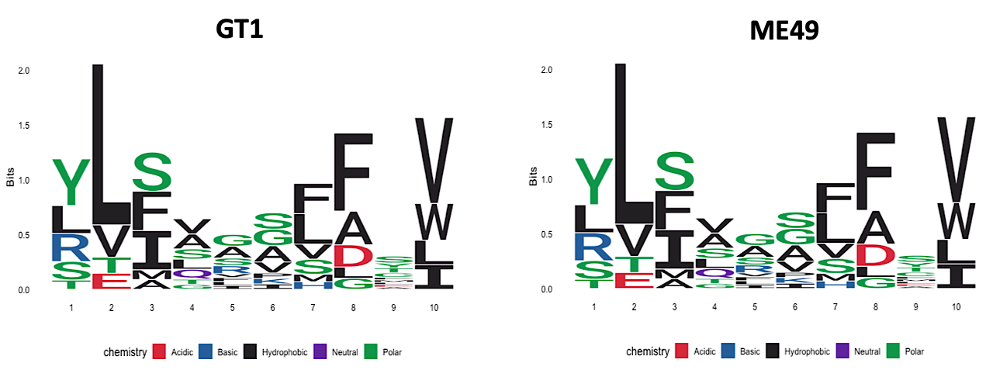 GT1
ME49
2.0
1.5
1.0
0.5
0.0
Bits
Y L R S T
L V T E
S F I M A
V A S L Q
G A S R
S G A V
F L V S M H
F A D L G
V W L I
1 2 3 4 5 6 7 8 9 10
chemistry Acidic Basic Hydrophobic Neutral Polar
2.0
1.5
1.0
0.5
0.0
Bits
Y L R S T
L V T E
S F I M A
V A S L Q
G A S R
S G A V
F L V S M H
F A D L G
V W L I
1 2 3 4 5 6 7 8 9 10
chemistry Acidic Basic Hydrophobic Neutral Polar